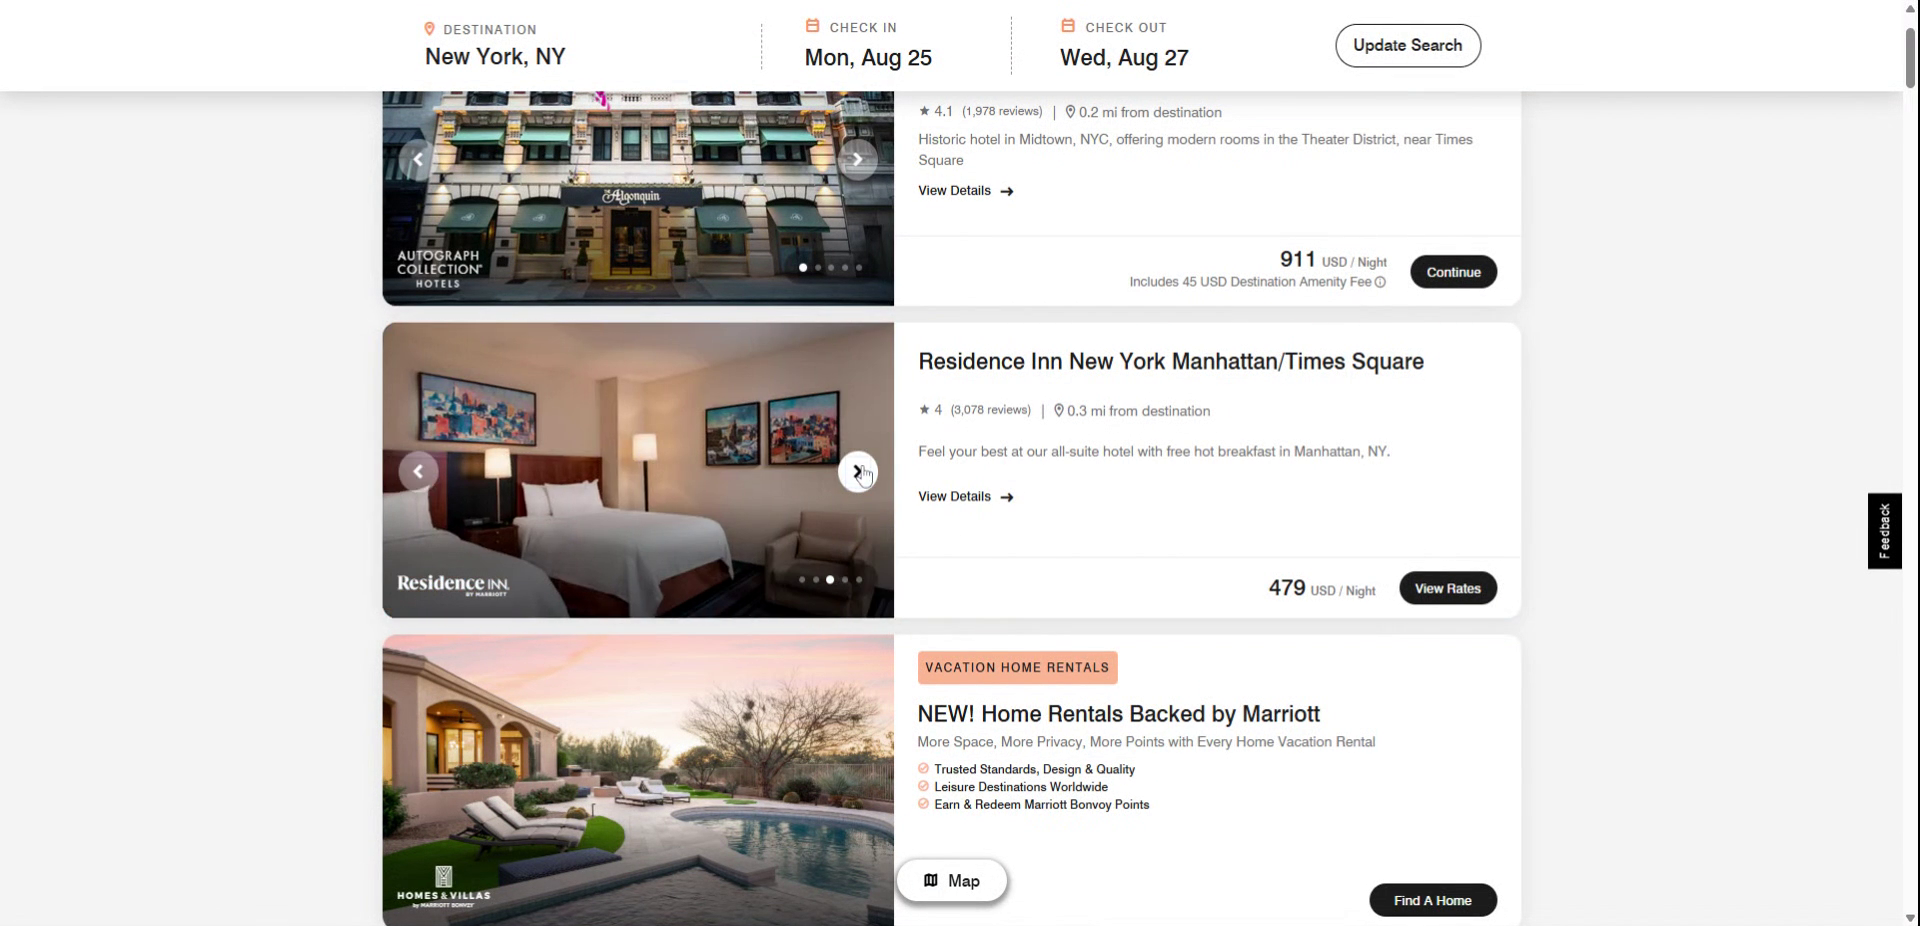 DESTINATION
New York, NY
CHECK IN
Mon, Aug 25
CHECK OUT
Wed, Aug 27
Update Search
The Algonquin
AUTOGRAPH
COLLECTION
HOTELS
4.1 (1,978 reviews) | 0.2 mi from destination
Historic hotel in Midtown, NYC, offering modern rooms in the Theater District, near Times
Square
View Details →
911 USD / Night
Includes 45 USD Destination Amenity Fee
Continue
Residence INN.
BY MARRIOTT
Residence Inn New York Manhattan/Times Square
4 (3,078 reviews) | 0.3 mi from destination
Feel your best at our all-suite hotel with free hot breakfast in Manhattan, NY.
View Details →
479 USD / Night
View Rates
HOMES & VILLAS
by MARRIOTT BONVOY
VACATION HOME RENTALS
NEW! Home Rentals Backed by Marriott
More Space, More Privacy, More Points with Every Home Vacation Rental
Trusted Standards, Design & Quality
Leisure Destinations Worldwide
Earn & Redeem Marriott Bonvoy Points
Map
Find A Home
Feedback